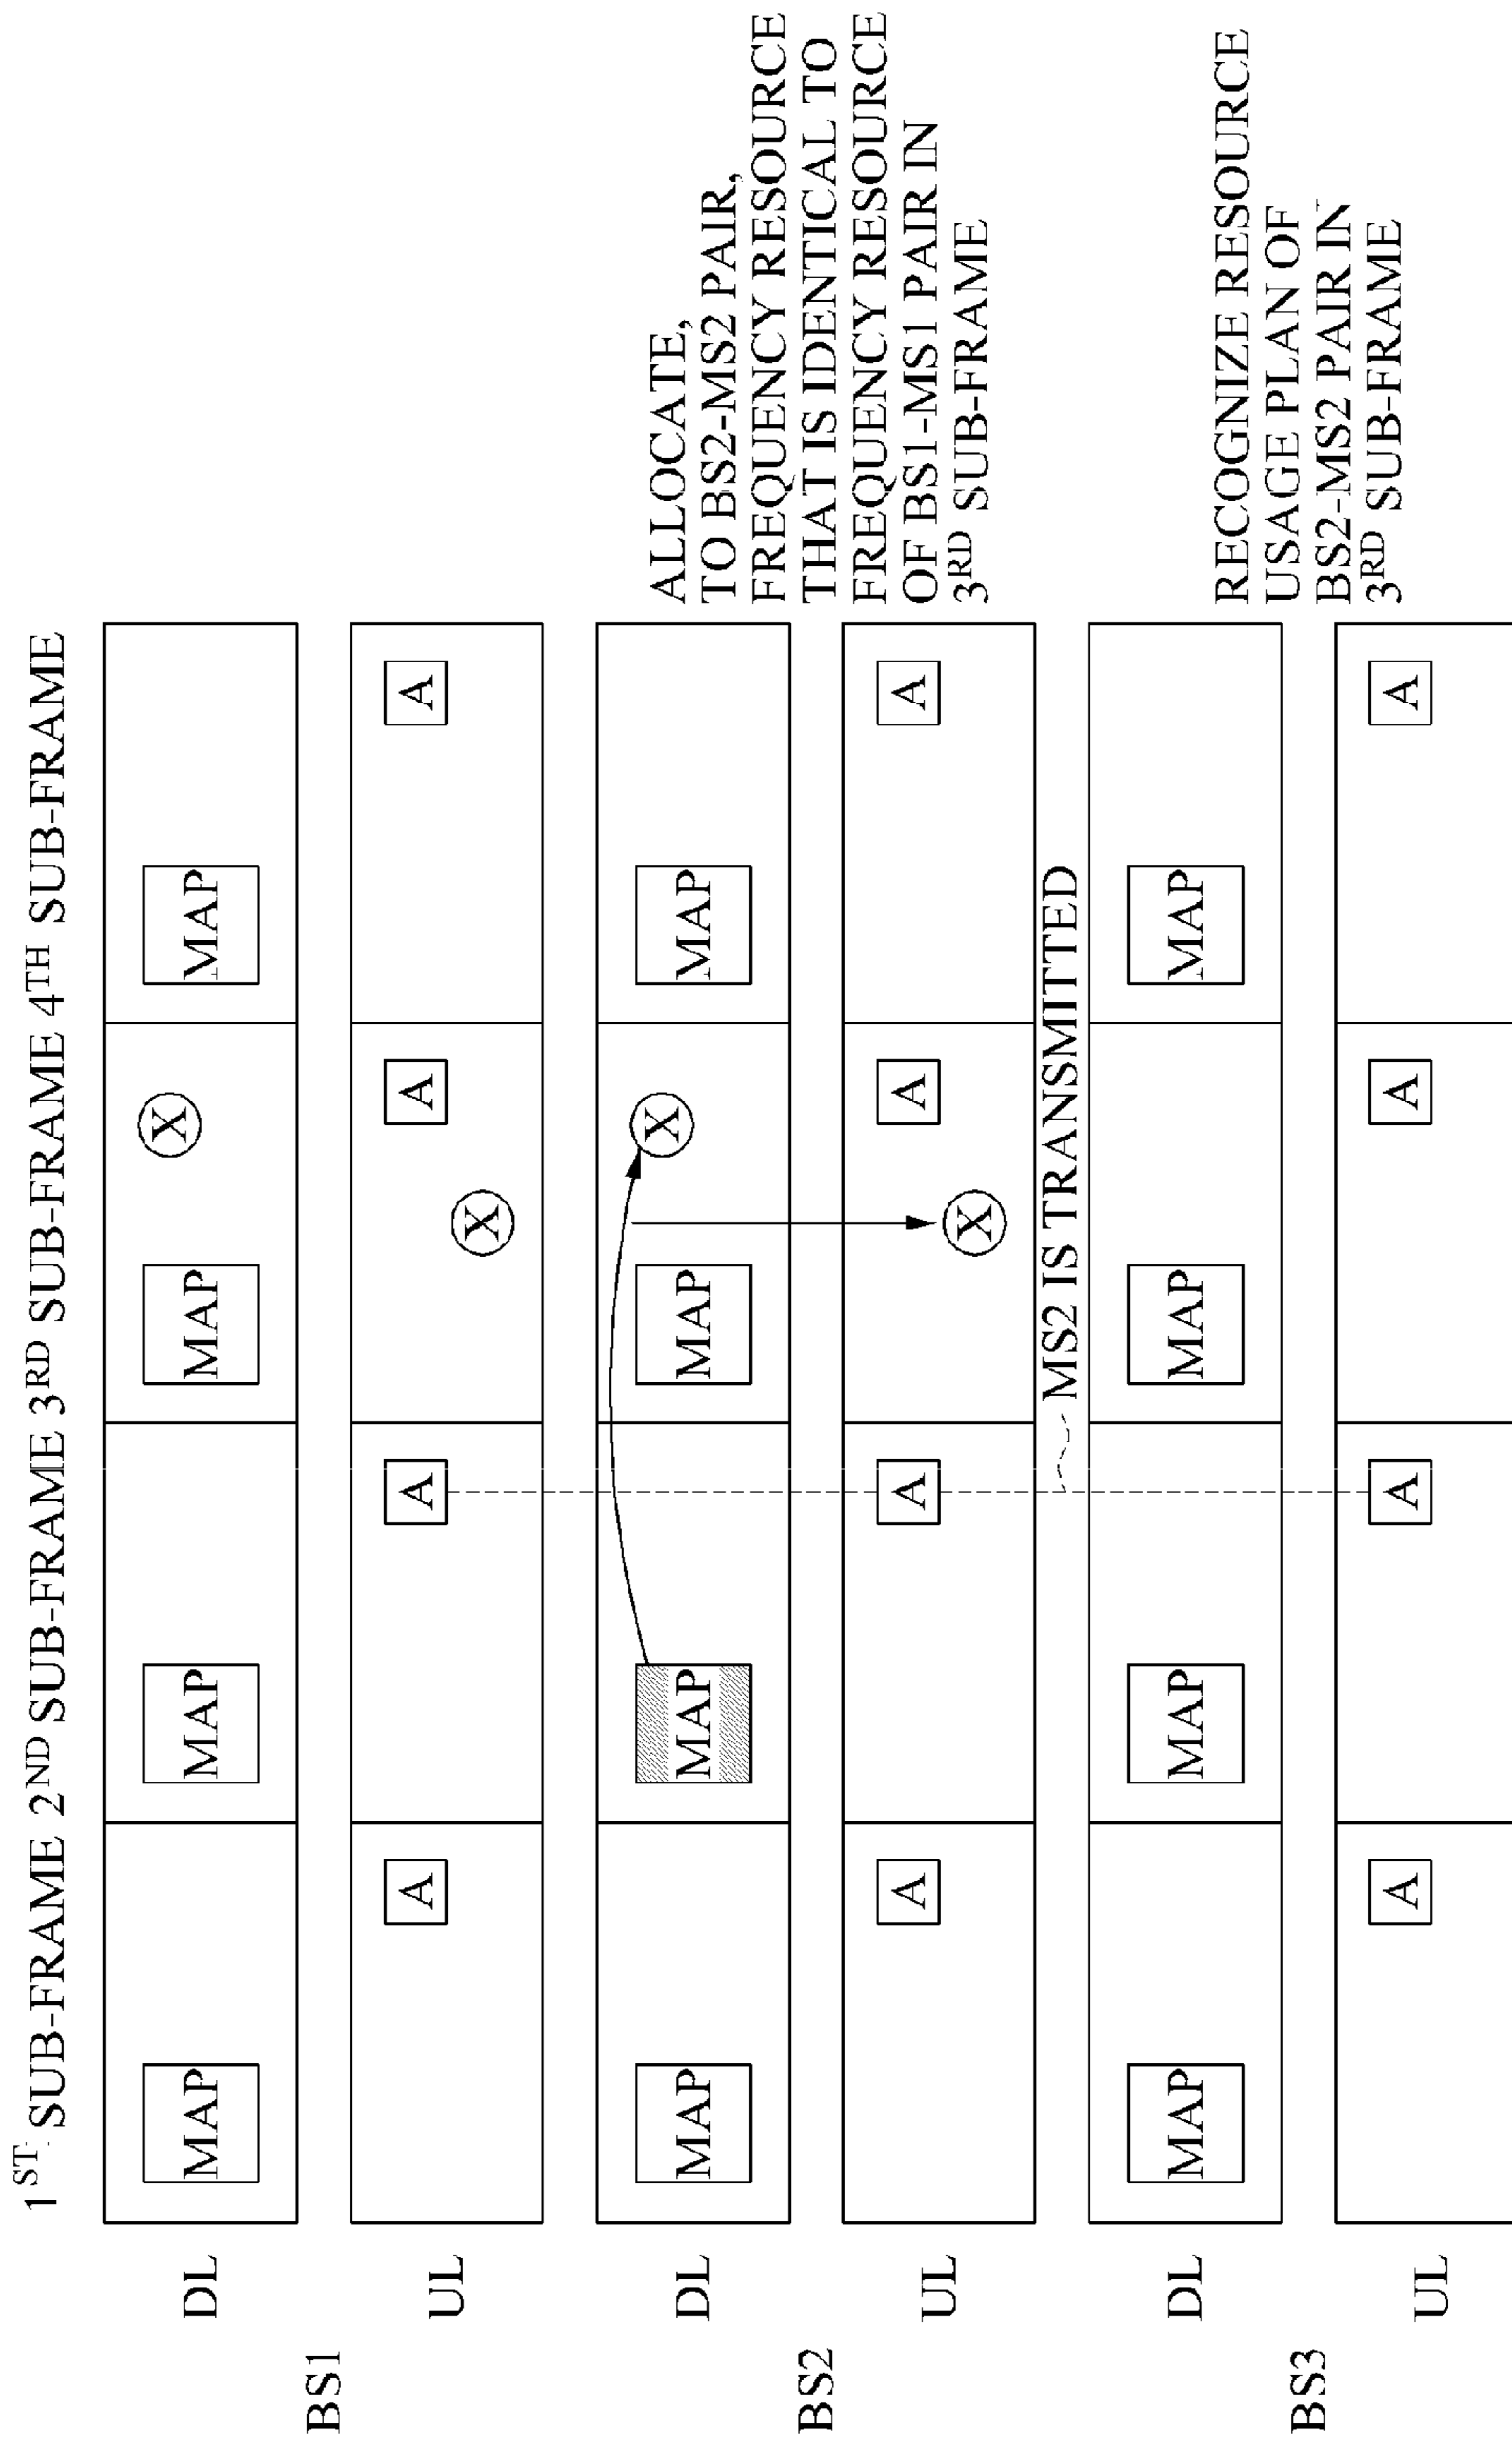 1ST SUB-FRAME 2ND SUB-FRAME 3RD SUB-FRAME 4TH SUB-FRAME
BS1
DL
MAP MAP MAP X MAP
UL
A A X A A
BS2
DL
MAP MAP MAP X MAP
ALLOCATE,
TO BS2-MS2 PAIR,
FREQUENCY RESOURCE
THAT IS IDENTICAL TO
FREQUENCY RESOURCE
OF BS1-MS1 PAIR IN
3RD SUB-FRAME
UL
A A X A A
MS2 IS TRANSMITTED
BS3
DL
MAP MAP MAP MAP
RECOGNIZE RESOURCE
USAGE PLAN OF
BS2-MS2 PAIR IN
3RD SUB-FRAME
UL
A A A A